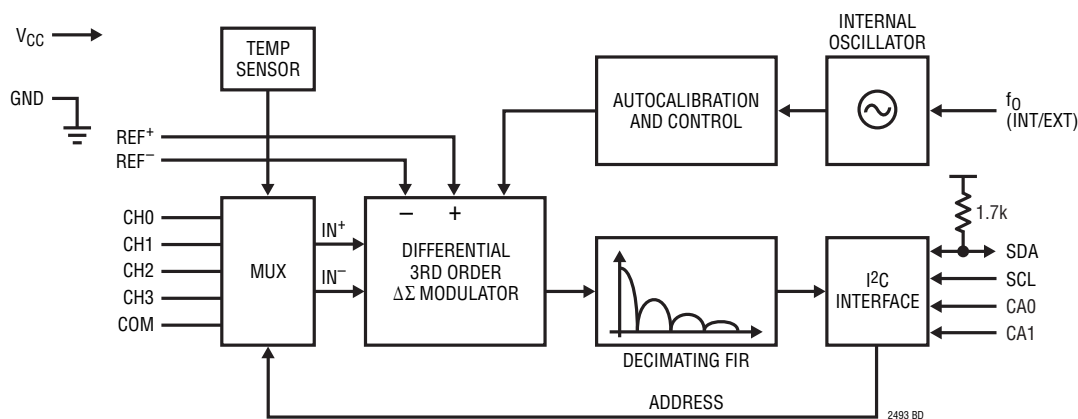 VCC
GND
TEMP
SENSOR
REF+
REF−
CH0
CH1
CH2
CH3
COM
MUX
IN+
IN−
− +
DIFFERENTIAL
3RD ORDER
ΔΣ MODULATOR
AUTOCALIBRATION
AND CONTROL
INTERNAL
OSCILLATOR
fO
(INT/EXT)
1.7k
DECIMATING FIR
I2C
INTERFACE
SDA
SCL
CA0
CA1
ADDRESS
2493 BD